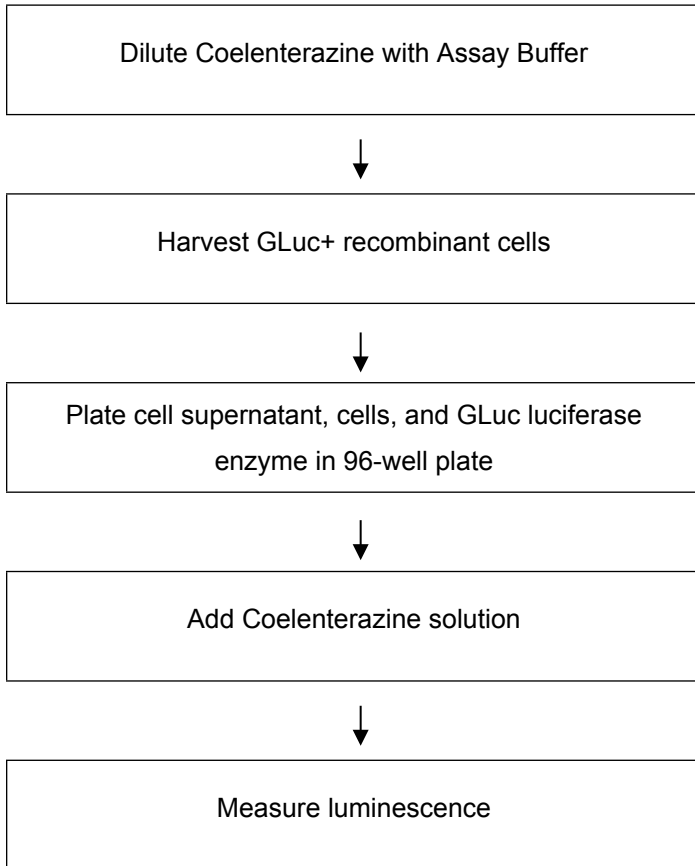 Dilute Coelenterazine with Assay Buffer
Harvest GLuc+ recombinant cells
Plate cell supernatant, cells, and GLuc luciferase
enzyme in 96-well plate
Add Coelenterazine solution
Measure luminescence